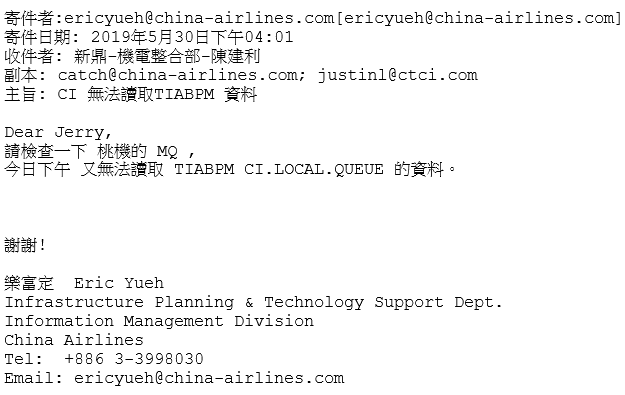 寄件者:ericyueh@china-airlines.com[ericyueh@china-airlines.com]
寄件日期: 2019年5月30日下午04:01
收件者: 新鼎-機電整合部-陳建利
副本: catch@china-airlines.com; justinl@ctci.com
主旨: CI 無法讀取TIABPM 資料
Dear Jerry,
請檢查一下 桃機的 MQ ,
今日下午 又無法讀取 TIABPM CI.LOCAL.QUEUE 的資料。
謝謝!
樂富定  Eric Yueh
Infrastructure Planning & Technology Support Dept.
Information Management Division
China Airlines
Tel:  +886 3-3998030
Email: ericyueh@china-airlines.com